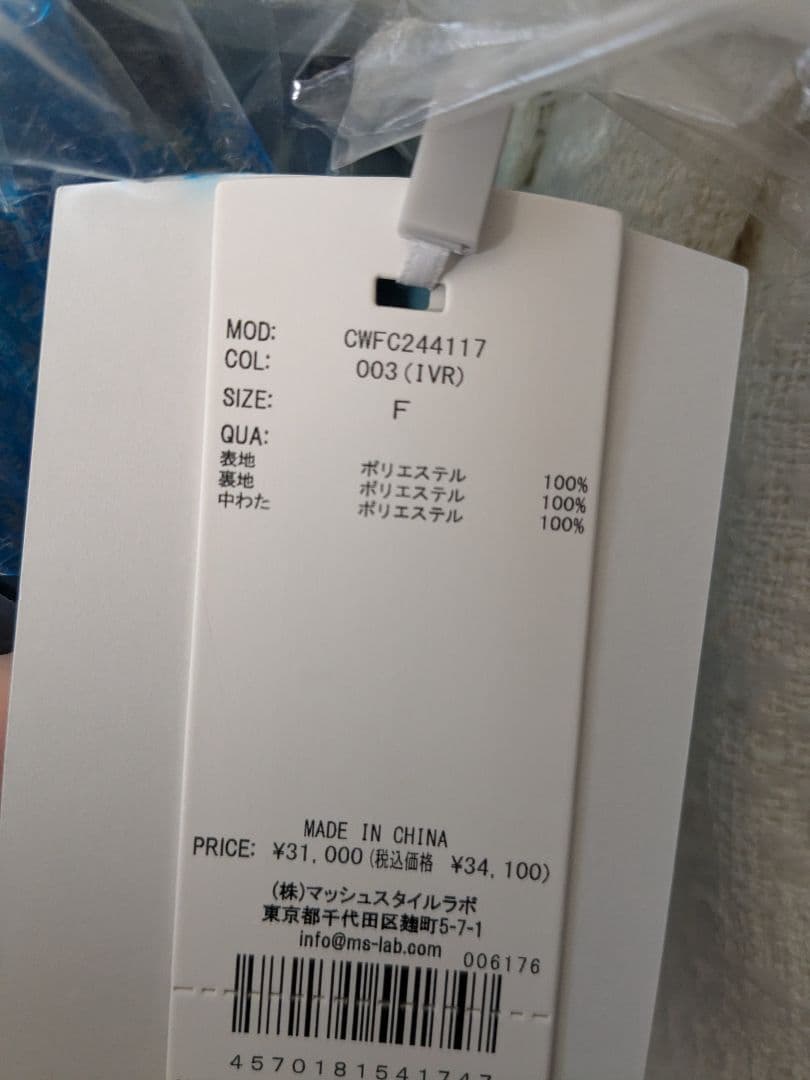 MOD: CWFC244117
COL: 003(IVR)
SIZE: F
QUA:
表地 ポリエステル 100%
裏地 ポリエステル 100%
中わた ポリエステル 100%
MADE IN CHINA
PRICE: ¥31,000(税込価格 ¥34,100)
(株)マッシュスタイルラボ
東京都千代田区麹町5-7-1
info@ms-lab.com
006176
4570181541747